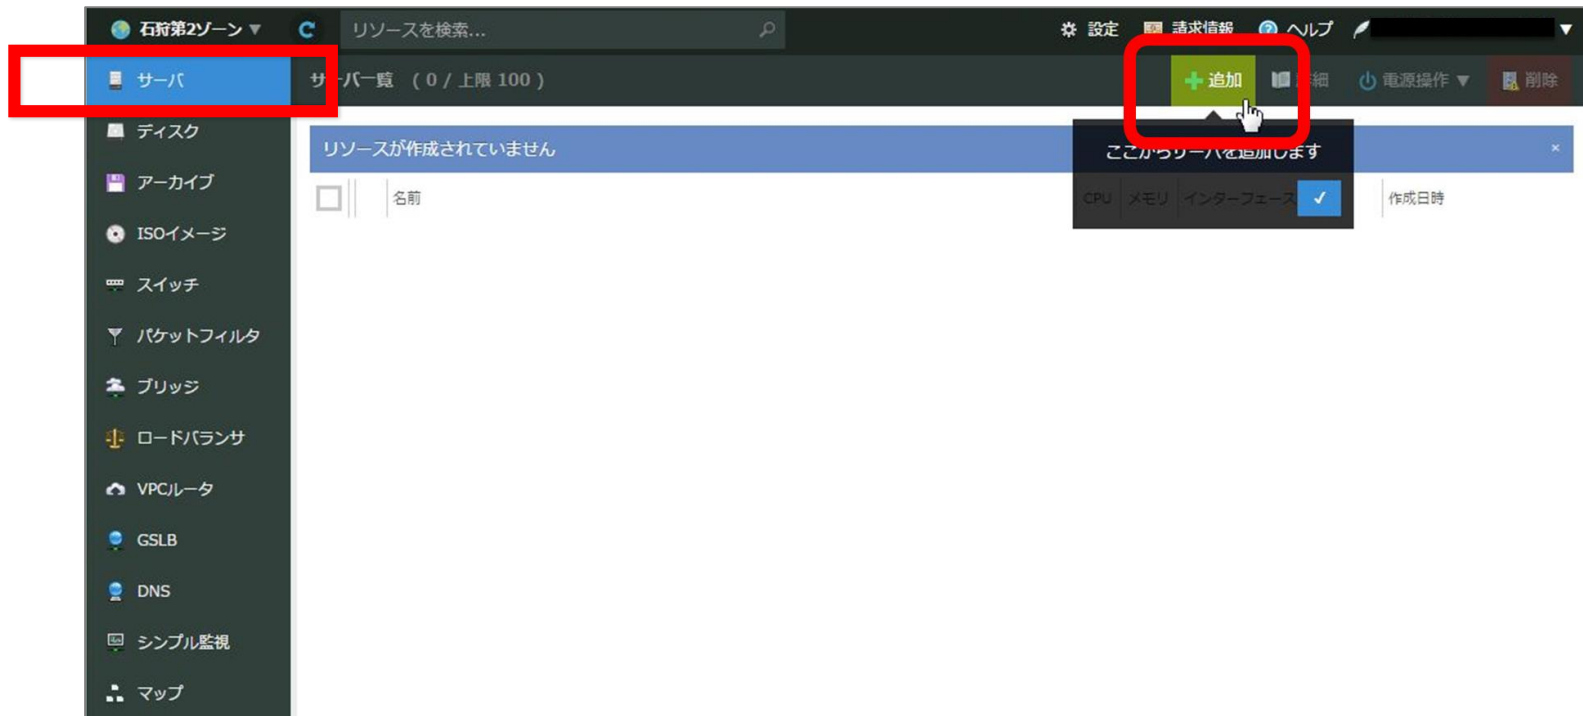 石狩第2ゾーン ▼
リソースを検索...
設定
請求情報
ヘルプ
▼
サーバ
サーバ一覧 ( 0 / 上限 100 )
追加
詳細
電源操作 ▼
削除
ディスク
リソースが作成されていません
ここからサーバを追加します
×
アーカイブ
名前
CPU
メモリ
インターフェース
作成日時
ISOイメージ
スイッチ
パケットフィルタ
ブリッジ
ロードバランサ
VPCルータ
GSLB
DNS
シンプル監視
マップ